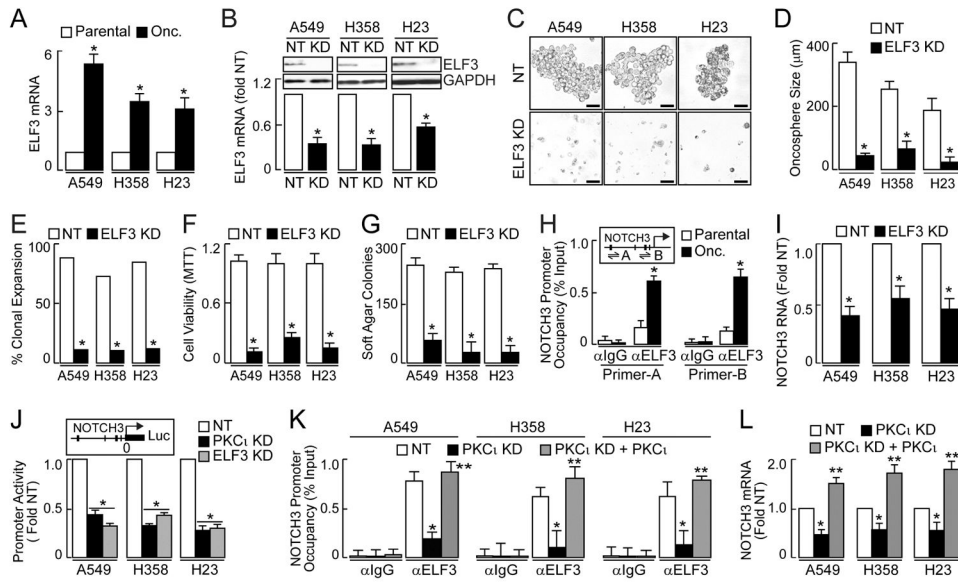 A
Parental Onc.
ELF3 mRNA
6
3
0
*
*
*
A549
H358
H23
B
A549 H358 H23
NT KD NT KD NT KD
ELF3
GAPDH
ELF3 mRNA (fold NT)
1.2
0.6
0
*
*
*
NT KD NT KD NT KD
C
A549 H358 H23
NT
ELF3 KD
D
NT
ELF3 KD
Oncosphere Size (µm)
400
200
0
*
*
*
A549
H358
H23
E
NT ELF3 KD
% Clonal Expansion
100
50
0
*
*
*
A549
H358
H23
F
NT ELF3 KD
Cell Viability (MTT)
1.2
0.6
0
*
*
*
A549
H358
H23
G
NT ELF3 KD
Soft Agar Colonies
300
150
0
*
*
*
A549
H358
H23
H
NOTCH3
⇌A ⇌B
Parental
Onc.
NOTCH3 Promoter
Occupancy (% Input)
1.0
0.5
0
*
*
αIgG αELF3 αIgG αELF3
Primer-A Primer-B
I
NT ELF3 KD
NOTCH3 RNA (Fold NT)
1.0
0.5
0
*
*
*
A549
H358
H23
J
NOTCH3
Luc
0
NT
PKCι KD
ELF3 KD
Promoter Activity
( Fold NT)
1.0
0.5
0
*
*
*
A549
H358
H23
K
A549 H358 H23
NT PKCι KD PKCι KD + PKCι
NOTCH3 Promoter
Occupancy (% Input)
1.0
0.5
0
* **
* **
* **
αIgG αELF3 αIgG αELF3 αIgG αELF3
L
NT PKCι KD
PKCι KD + PKCι
NOTCH3 mRNA
(Fold NT)
2.0
1.0
0
* **
* **
* **
A549
H358
H23